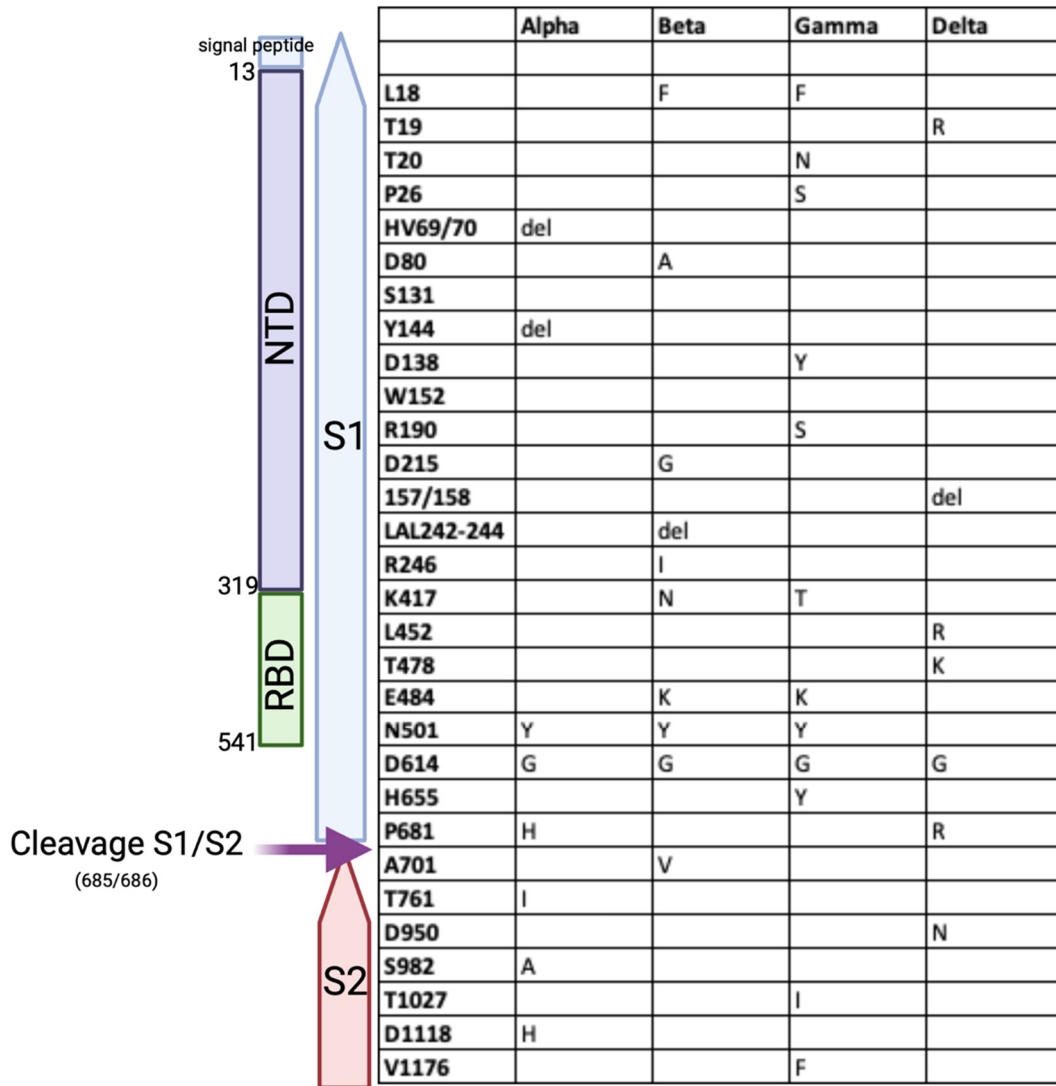 signal peptide
13
NTD
319
RBD
541
S1
Cleavage S1/S2
(685/686)
S2
Alpha Beta Gamma Delta
L18 F F
T19 R
T20 N
P26 S
HV69/70 del
D80 A
S131
Y144 del
D138 Y
W152
R190 S
D215 G
157/158 del
LAL242-244 del
R246 I
K417 N T
L452 R
T478 K
E484 K K
N501 Y Y Y
D614 G G G G
H655 Y
P681 H R
A701 V
T761 I
D950 N
S982 A
T1027 I
D1118 H
V1176 F